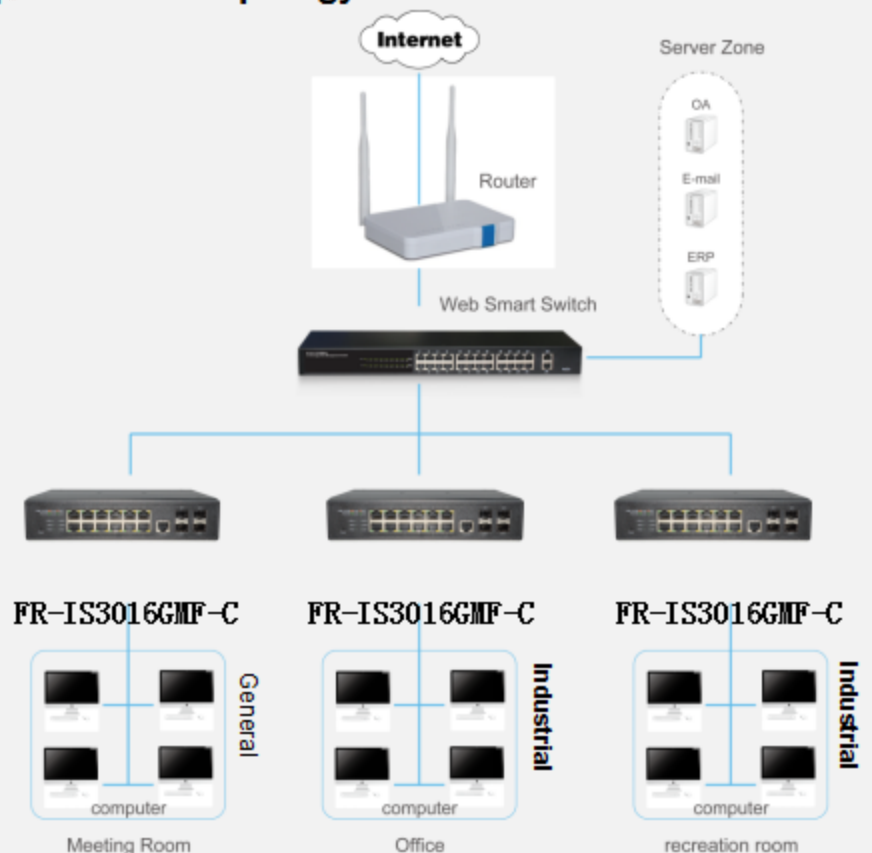 Internet
Server Zone
OA
Router
E-mail
ERP
Web Smart Switch
FR-IS3016GMF-C
FR-IS3016GMF-C
FR-IS3016GMF-C
General
Industrial
Industrial
computer
computer
computer
Meeting Room
Office
recreation room